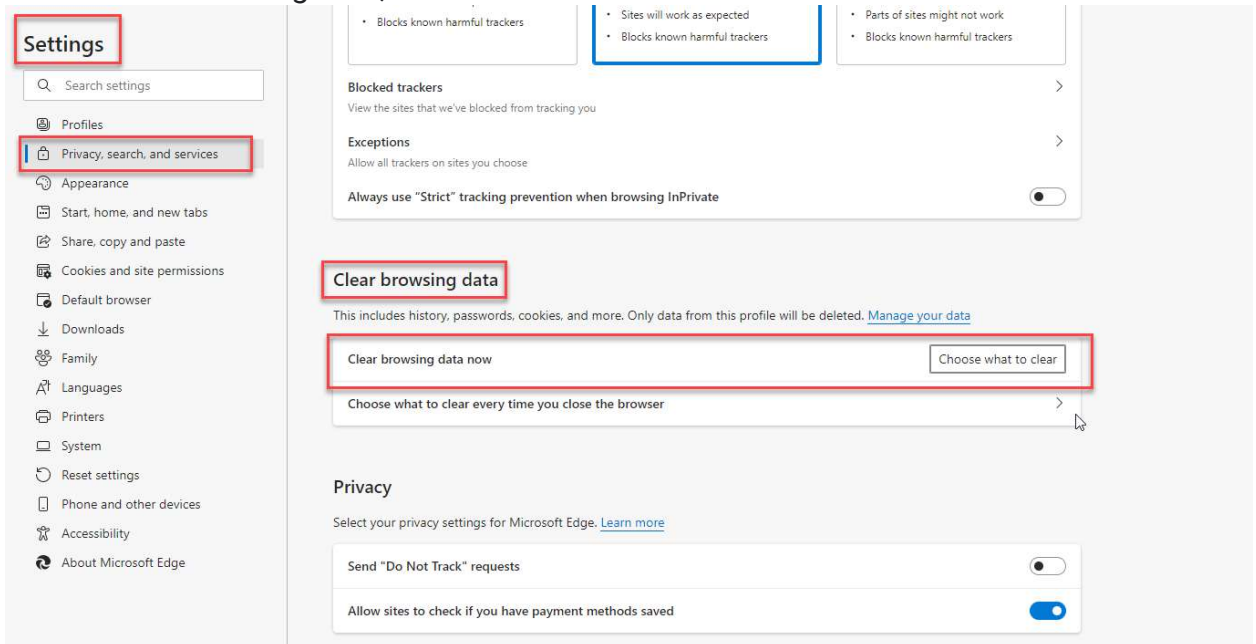 Settings
Search settings
Profiles
Privacy, search, and services
Appearance
Start, home, and new tabs
Share, copy and paste
Cookies and site permissions
Default browser
Downloads
Family
Languages
Printers
System
Reset settings
Phone and other devices
Accessibility
About Microsoft Edge
• Blocks known harmful trackers
• Sites will work as expected
• Blocks known harmful trackers
• Parts of sites might not work
• Blocks known harmful trackers
Blocked trackers
View the sites that we've blocked from tracking you
Exceptions
Allow all trackers on sites you choose
Always use "Strict" tracking prevention when browsing InPrivate
Clear browsing data
This includes history, passwords, cookies, and more. Only data from this profile will be deleted. Manage your data
Clear browsing data now
Choose what to clear
Choose what to clear every time you close the browser
Privacy
Select your privacy settings for Microsoft Edge. Learn more
Send "Do Not Track" requests
Allow sites to check if you have payment methods saved